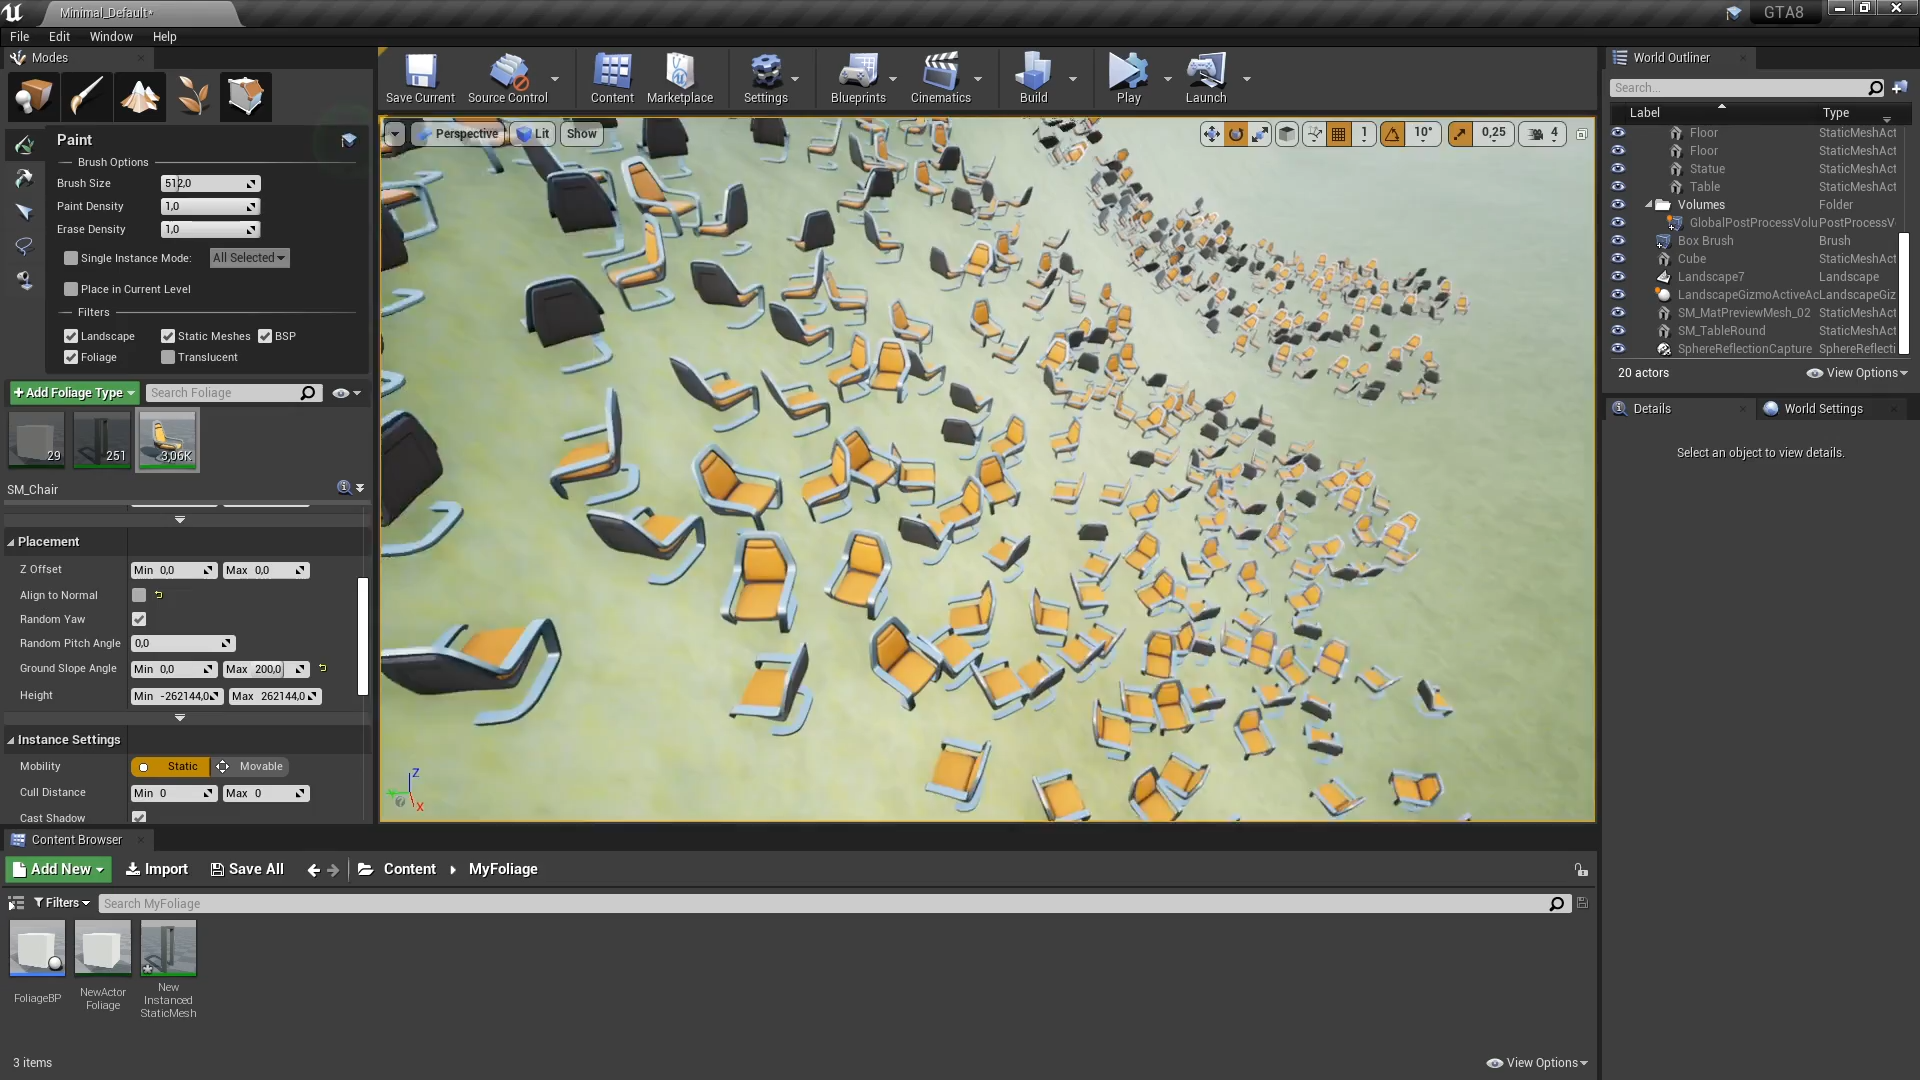 Minimal_Default*
GTA8
File Edit Window Help
Modes
Paint
Brush Options
Brush Size 512,0
Paint Density 1,0
Erase Density 1,0
Single Instance Mode: All Selected
Place in Current Level
Filters
Landscape Static Meshes BSP
Foliage Translucent
+Add Foliage Type Search Foliage
29 251 3,06K
SM_Chair
Placement
Z Offset Min 0,0 Max 0,0
Align to Normal
Random Yaw
Random Pitch Angle 0,0
Ground Slope Angle Min 0,0 Max 200,0
Height Min -262144,0 Max 262144,0
Instance Settings
Mobility Static Movable
Cull Distance Min 0 Max 0
Cast Shadow
Save Current Source Control Content Marketplace Settings Blueprints Cinematics Build Play Launch
Perspective Lit Show
1 10° 0,25 4
Z
X
World Outliner
Search...
Label Type
Floor StaticMeshAct
Floor StaticMeshAct
Statue StaticMeshAct
Table StaticMeshAct
Volumes Folder
GlobalPostProcessVolu PostProcessV
Box Brush Brush
Cube StaticMeshAct
Landscape7 Landscape
LandscapeGizmoActiveAc LandscapeGiz
SM_MatPreviewMesh_02 StaticMeshAct
SM_TableRound StaticMeshAct
SphereReflectionCapture SphereReflecti
20 actors View Options
Details World Settings
Select an object to view details.
Content Browser
Add New Import Save All Content MyFoliage
Filters Search MyFoliage
FoliageBP
NewActor
Foliage
New
Instanced
StaticMesh
3 items View Options